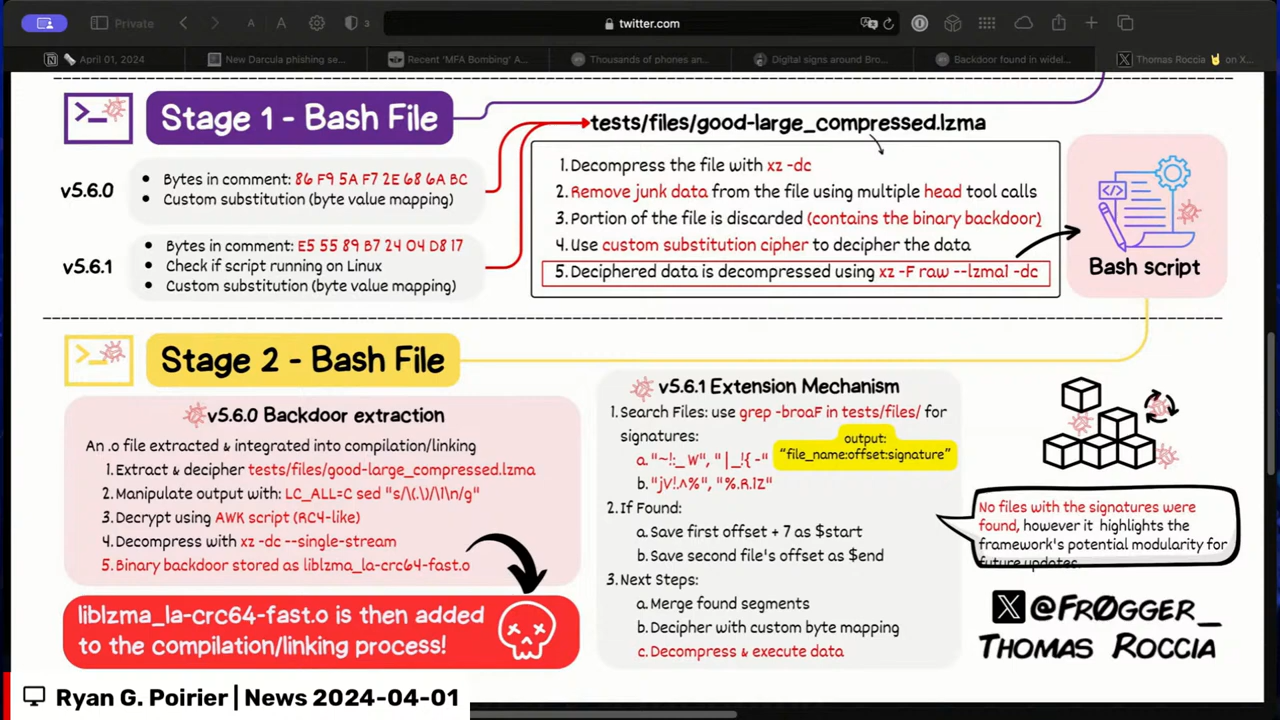 Private
A A
3
twitter.com
April 01, 2024
New Darcula phishing se...
Recent 'MFA Bombing' A...
Thousands of phones an...
Digital signs around Bro...
Backdoor found in widel...
Thomas Roccia 🤘 on X...
Stage 1 - Bash File
tests/files/good-large_compressed.lzma
v5.6.0
• Bytes in comment: 86 F9 5A F7 2E 68 6A BC
• Custom substitution (byte value mapping)
v5.6.1
• Bytes in comment: E5 55 89 B7 24 04 D8 17
• Check if script running on Linux
• Custom substitution (byte value mapping)
1. Decompress the file with xz -dc
2. Remove junk data from the file using multiple head tool calls
3. Portion of the file is discarded (contains the binary backdoor)
4. Use custom substitution cipher to decipher the data
5. Deciphered data is decompressed using xz -F raw --lzma1 -dc
Bash script
Stage 2 - Bash File
v5.6.0 Backdoor extraction
An .o file extracted & integrated into compilation/linking
1. Extract & decipher tests/files/good-large_compressed.lzma
2. Manipulate output with: LC_ALL=C sed "s/\(.\)/\1\n/g"
3. Decrypt using AWK script (RC4-like)
4. Decompress with xz -dc --single-stream
5. Binary backdoor stored as liblzma_la-crc64-fast.o
liblzma_la-crc64-fast.o is then added
to the compilation/linking process!
v5.6.1 Extension Mechanism
1. Search Files: use grep -broaF in tests/files/ for
signatures:
a. "~!:_ W", "|_!{ -"
b. "jV!.^%", "%.R.1Z"
output:
"file_name:offset:signature"
2. If Found:
a. Save first offset + 7 as $start
b. Save second file's offset as $end
3. Next Steps:
a. Merge found segments
b. Decipher with custom byte mapping
c. Decompress & execute data
No files with the signatures were
found, however it highlights the
framework's potential modularity for
future updates.
X @FR0GGER_
THOMAS ROCCIA
Ryan G. Poirier | News 2024-04-01